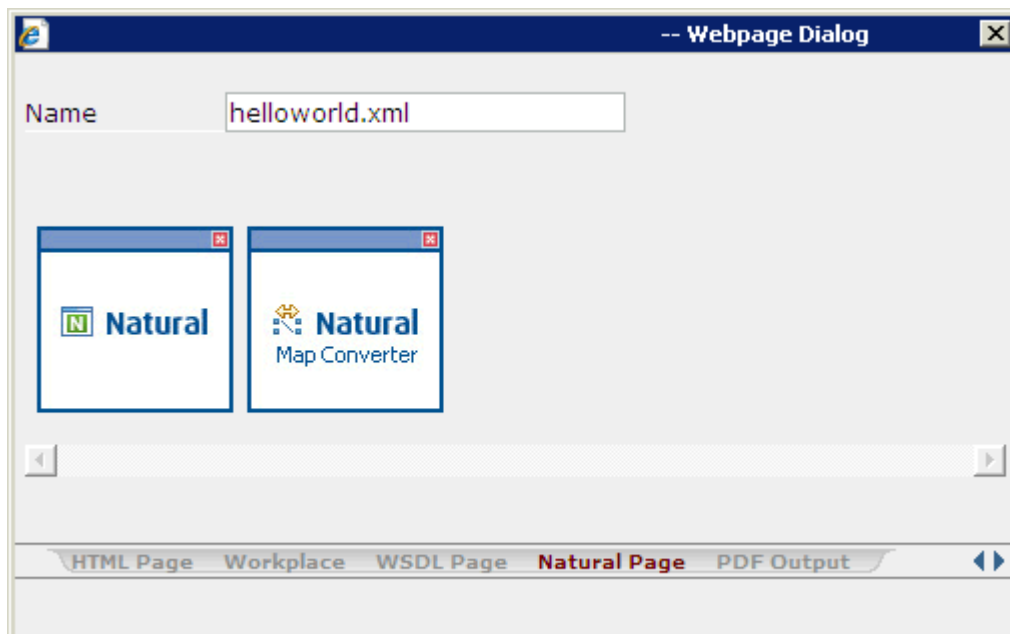 -- Webpage Dialog
Name helloworld.xml
N Natural
Natural
Map Converter
HTML Page Workplace WSDL Page Natural Page PDF Output